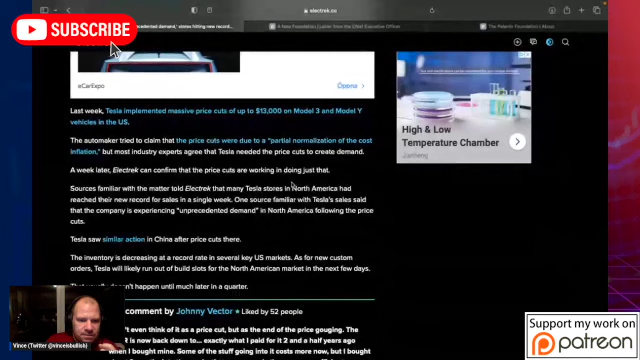 SUBSCRIBE
electrek.cc
ecedented demand,' stores hitting new record...
A New Foundation | Letter from the Chief Executive Officer
The Palantir Foundation | About
eCarExpo
Öppna
Last week, Tesla implemented massive price cuts of up to $13,000 on Model 3 and Model Y
vehicles in the US.
The automaker tried to claim that the price cuts were due to a "partial normalization of the cost
inflation," but most industry experts agree that Tesla needed the price cuts to create demand.
A week later, Electrek can confirm that the price cuts are working in doing just that.
Sources familiar with the matter told Electrek that many Tesla stores in North America had
reached their new record for sales in a single week. One source familiar with Tesla's sales said
that the company is experiencing "unprecedented demand" in North America following the price
cuts.
Tesla saw similar action in China after price cuts there.
The inventory is decreasing at a record rate in several key US markets. As for new custom
orders, Tesla will likely run out of build slots for the North American market in the next few days.
doesn't happen until much later in a quarter.
comment by Johnny Vector ★ Liked by 52 people
't even think of it as a price cut, but as the end of the price gouging. The
2 is now back down to... exactly what I paid for it 2 and a half years ago
when I bought mine. Some of the stuff going into it costs more now, but I bought
High & Low
Temperature Chamber
Vince (Twitter @vinceisbullish)
Support my work on
patreon